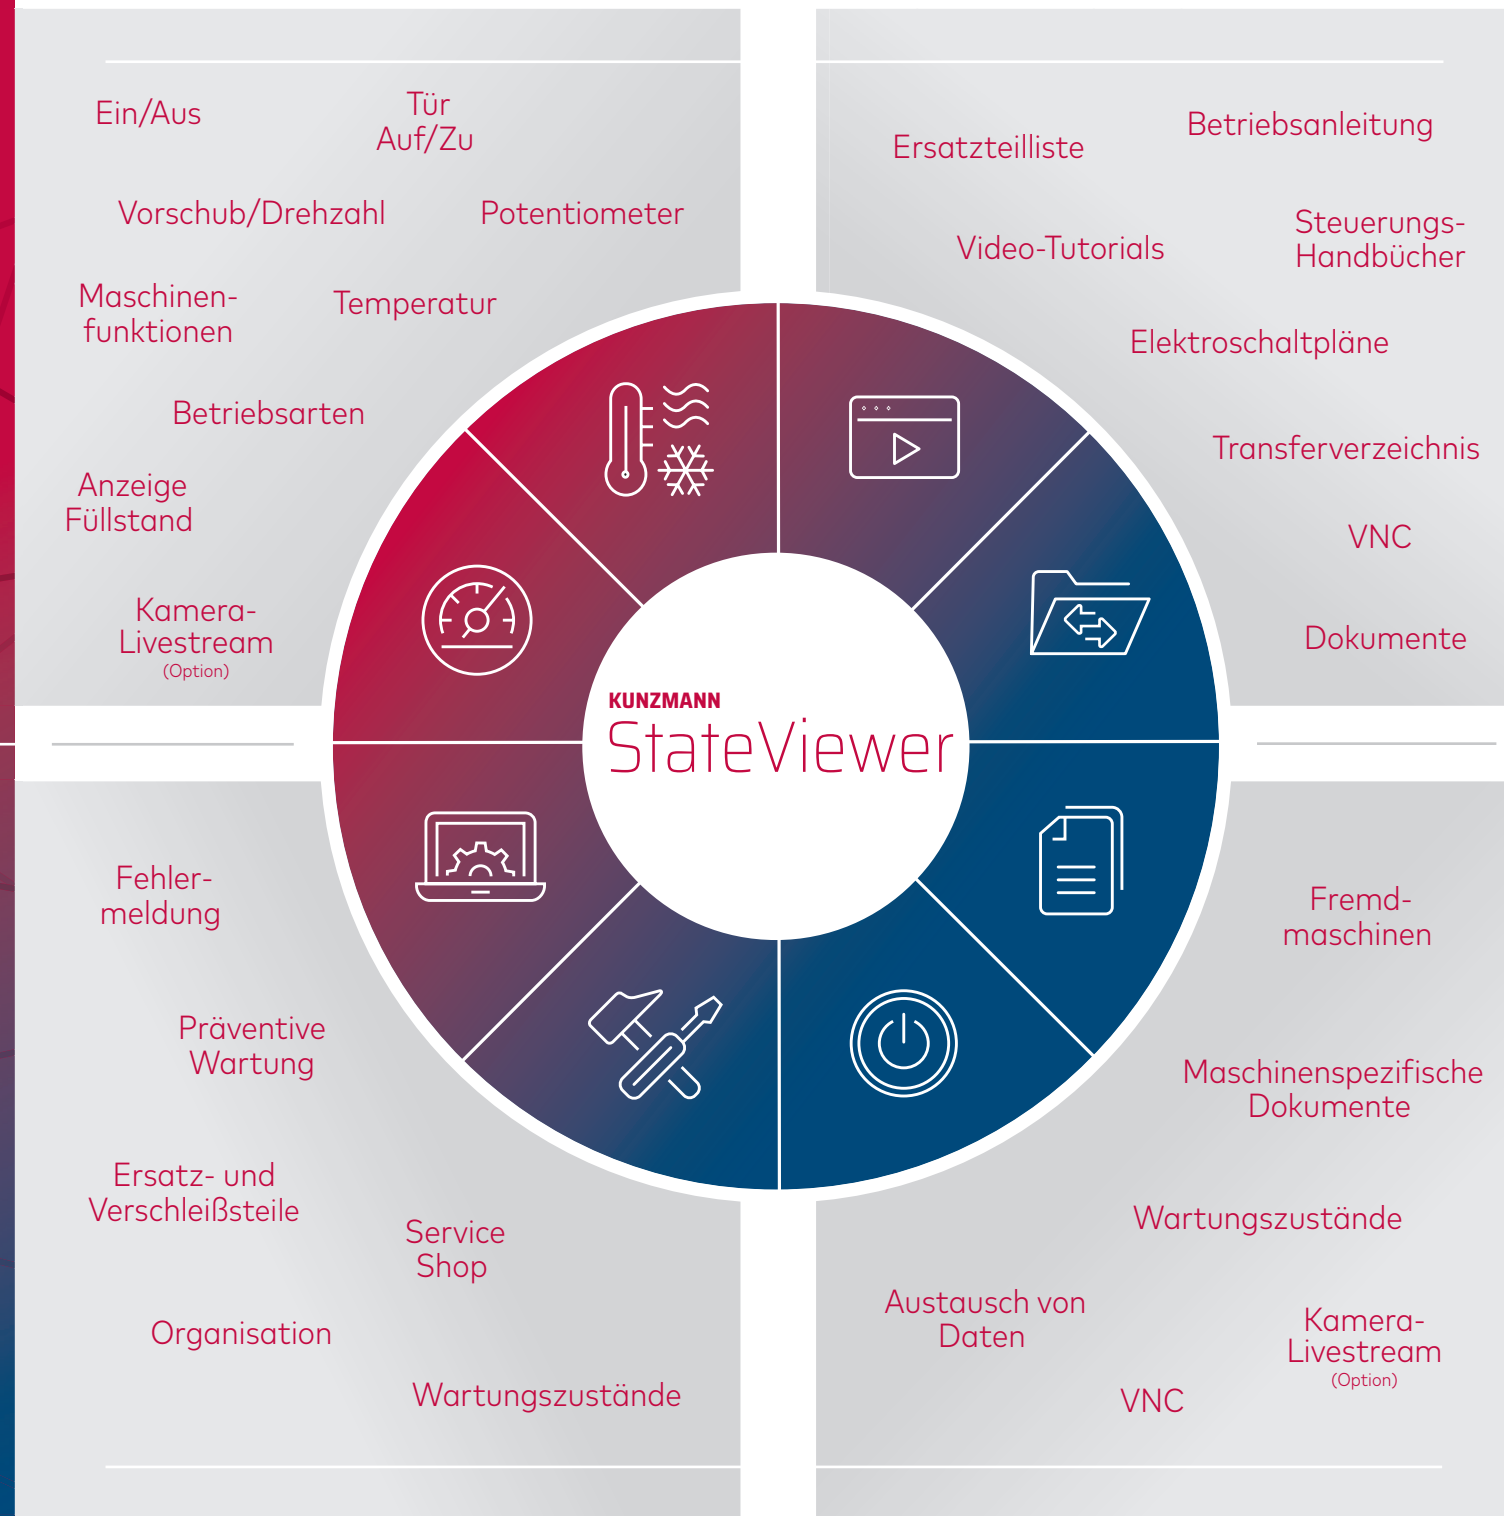 Ein/Aus
Tür
Auf/Zu
Vorschub/Drehzahl
Potentiometer
Maschinen-
funktionen
Temperatur
Betriebsarten
Anzeige
Füllstand
Kamera-
Livestream
(Option)
Ersatzteilliste
Betriebsanleitung
Video-Tutorials
Steuerungs-
Handbücher
Elektroschaltpläne
Transferverzeichnis
VNC
Dokumente
KUNZMANN
StateViewer
Fehler-
meldung
Präventive
Wartung
Ersatz- und
Verschleißsteile
Service
Shop
Organisation
Wartungszustände
Fremd-
maschinen
Maschinenspezifische
Dokumente
Wartungszustände
Austausch von
Daten
Kamera-
Livestream
(Option)
VNC